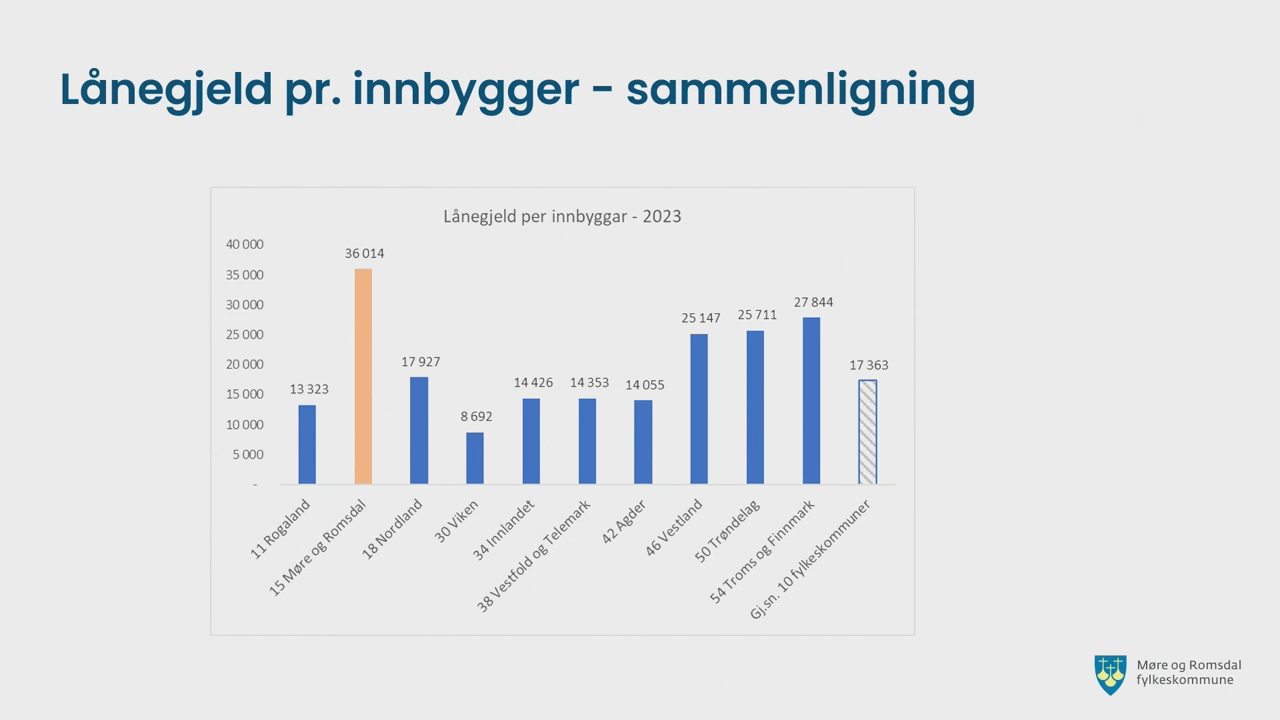 Lånegjeld pr. innbygger - sammenligning
Lånegjeld per innbyggar - 2023
40 000
35 000
30 000
25 000
20 000
15 000
10 000
5 000
-
13 323
36 014
17 927
8 692
14 426
14 353
14 055
25 147
25 711
27 844
17 363
11 Rogaland
15 Møre og Romsdal
18 Nordland
30 Viken
34 Innlandet
38 Vestfold og Telemark
42 Agder
46 Vestland
50 Trøndelag
54 Troms og Finnmark
Gj.sn. 10 fylkeskommuner
Møre og Romsdal
fylkeskommune